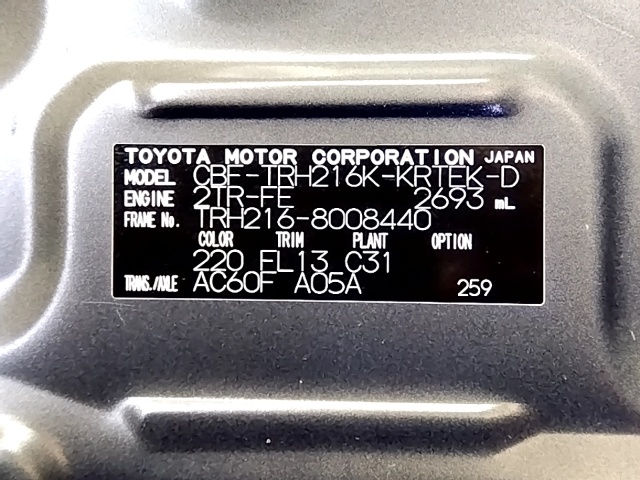 TOYOTA MOTOR CORPORATION JAPAN
MODEL CBF-TRH216K-KRTEK-D
ENGINE 2TR-FE 2693 mL
FRAME No. TRH216-8008440
COLOR TRIM PLANT OPTION
220 FL13 C31
TRANS./AXLE AC60F A05A 259